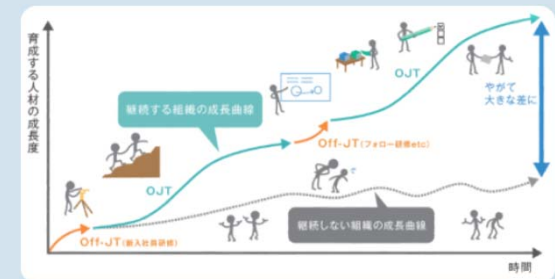 育成する人材の成長度
継続する組織の成長曲線
OJT
やがて
大きな差に
Off-JT(フォロー研修etc)
OJT
継続しない組織の成長曲線
Off-JT(新入社員研修)
時間